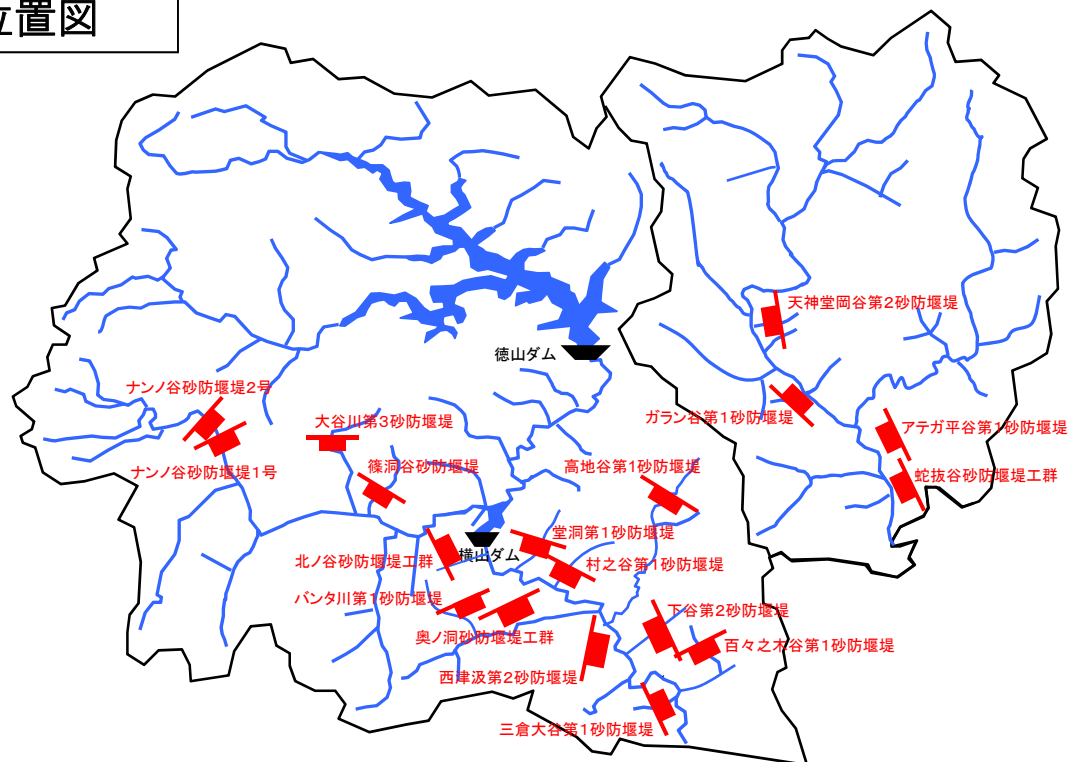 位置図
天神堂岡谷第2砂防堰堤
徳山ダム
ナンノ谷砂防堰堤2号
大谷川第3砂防堰堤
ガラン谷第1砂防堰堤
アテガ平谷第1砂防堰堤
ナンノ谷砂防堰堤1号
篠洞谷砂防堰堤
高地谷第1砂防堰堤
蛇抜谷砂防堰堤工群
堂洞第1砂防堰堤
北ノ谷砂防堰堤工群
横山ダム
村之谷第1砂防堰堤
バンタ川第1砂防堰堤
下谷第2砂防堰堤
奥ノ洞砂防堰堤工群
百々之木谷第1砂防堰堤
西津汲第2砂防堰堤
三倉大谷第1砂防堰堤